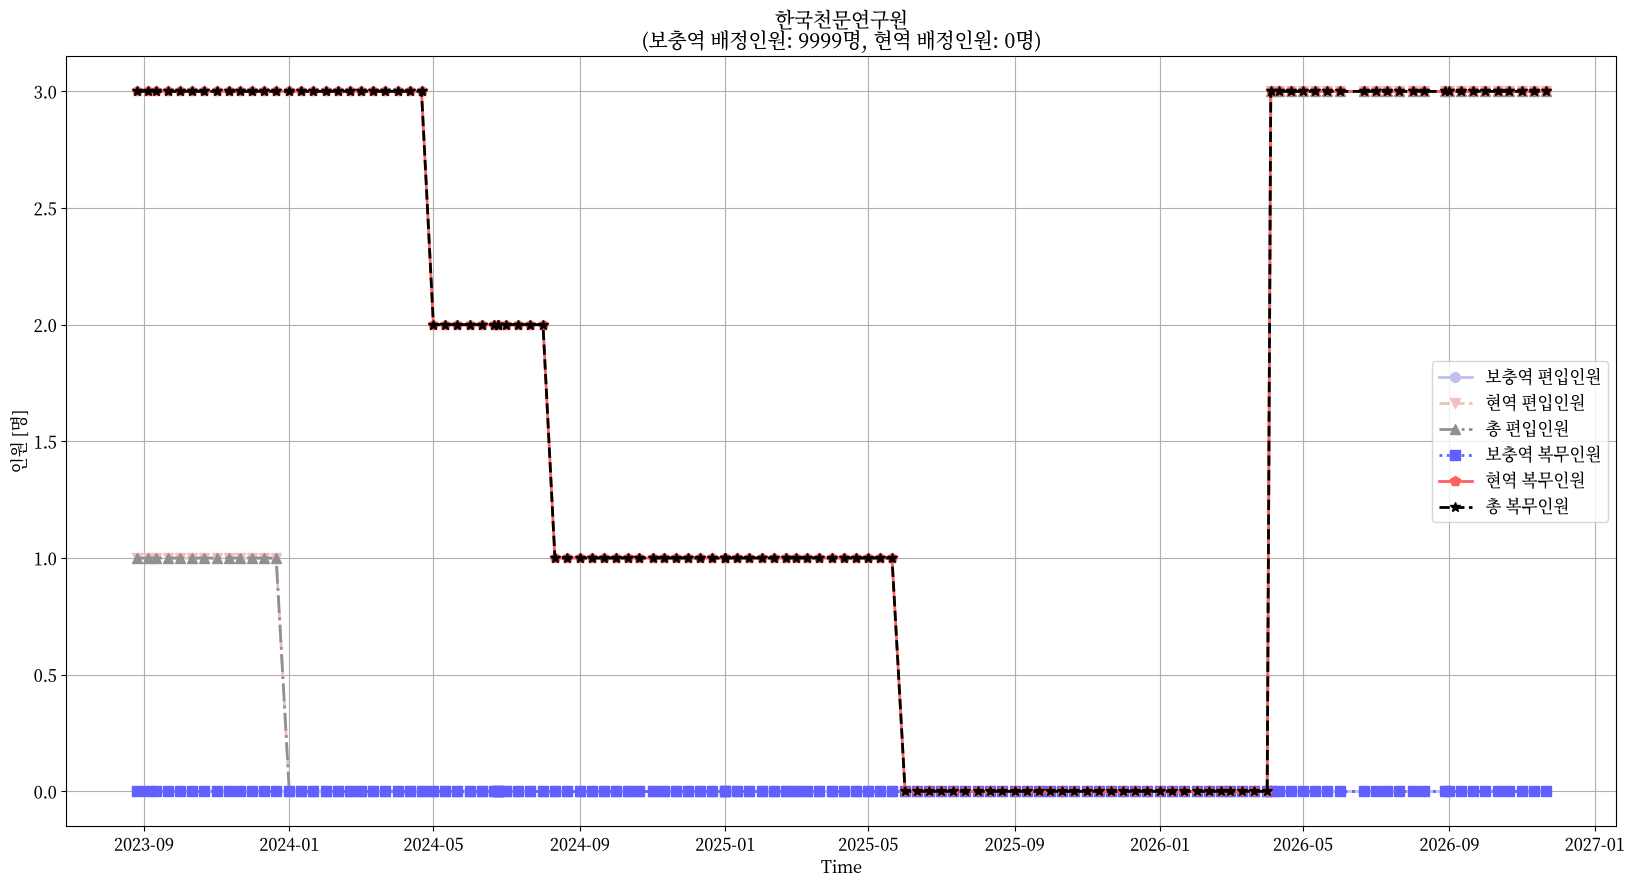 한국천문연구원
(보충역 배정인원: 9999명, 현역 배정인원: 0명)
3.0
2.5
2.0
1.5
1.0
0.5
0.0
인원 [명]
보충역 편입인원
현역 편입인원
총 편입인원
보충역 복무인원
현역 복무인원
총 복무인원
2023-09 2024-01 2024-05 2024-09 2025-01 2025-05 2025-09 2026-01 2026-05 2026-09 2027-01
Time